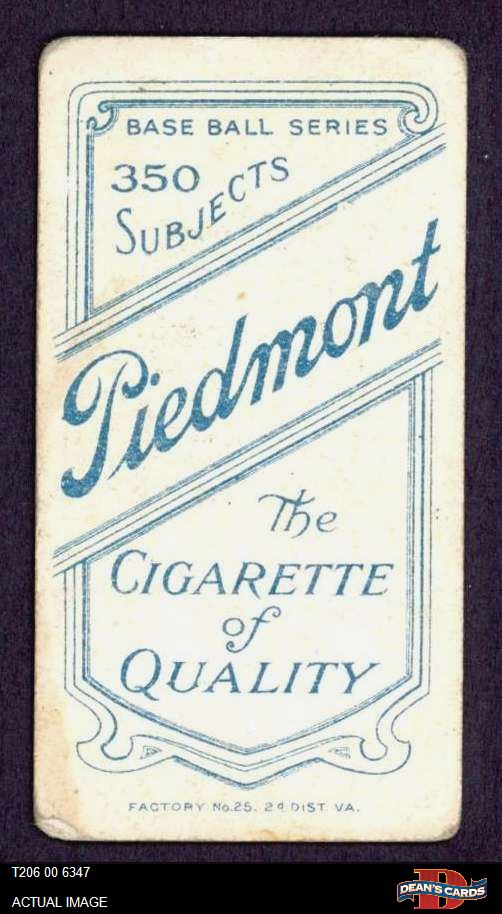 BASE BALL SERIES
350
SUBJECTS
Piedmont
The
CIGARETTE
of
QUALITY
FACTORY No.25. 2d DIST VA.
T206 00 6347
ACTUAL IMAGE
DEAN'S CARDS